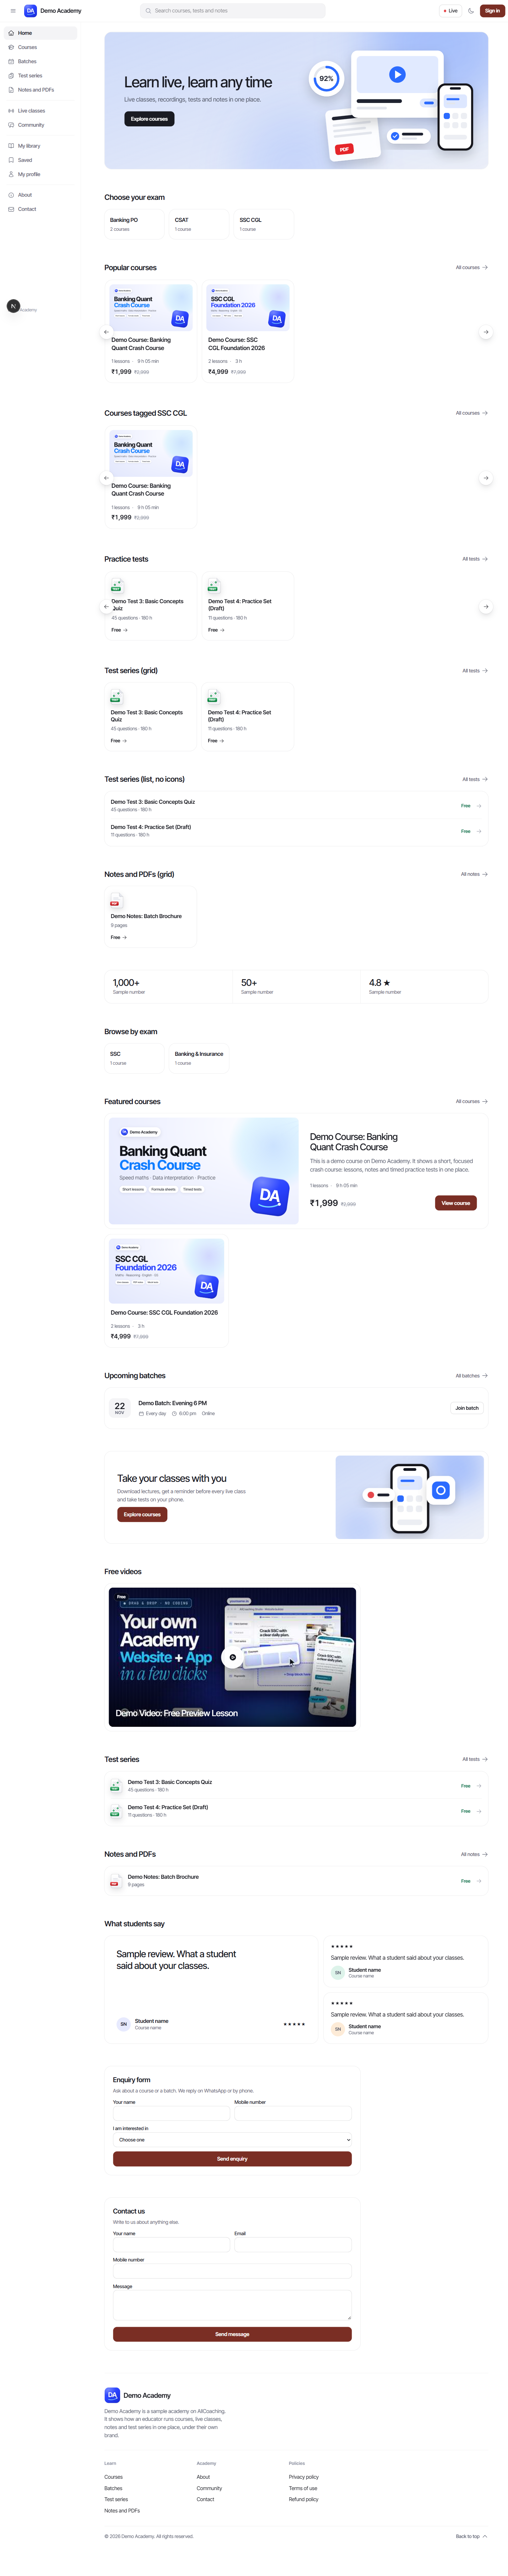 Demo Academy
Search courses, tests and notes
Live
Sign in
Home
Courses
Batches
Test series
Notes and PDFs
Live classes
Community
My library
Saved
My profile
About
Contact
N
Academy
Learn live, learn any time
Live classes, recordings, tests and notes in one place.
Explore courses
92%
PDF
Choose your exam
Banking PO
2 courses
CSAT
1 course
SSC CGL
1 course
Popular courses
All courses
Banking Quant
Crash Course
DA
Demo Course: Banking
Quant Crash Course
1 lessons · 9 h 05 min
₹1,999 ₹2,999
SSC CGL
Foundation 2026
DA
Demo Course: SSC
CGL Foundation 2026
2 lessons · 3 h
₹4,999 ₹7,999
Courses tagged SSC CGL
All courses
Banking Quant
Crash Course
DA
Demo Course: Banking
Quant Crash Course
1 lessons · 9 h 05 min
₹1,999 ₹2,999
Practice tests
All tests
Demo Test 3: Basic Concepts
Quiz
45 questions · 180 h
Free
Demo Test 4: Practice Set
(Draft)
11 questions · 180 h
Free
Test series (grid)
All tests
Demo Test 3: Basic Concepts
Quiz
45 questions · 180 h
Free
Demo Test 4: Practice Set
(Draft)
11 questions · 180 h
Free
Test series (list, no icons)
All tests
Demo Test 3: Basic Concepts Quiz
45 questions · 180 h
Free
Demo Test 4: Practice Set (Draft)
11 questions · 180 h
Free
Notes and PDFs (grid)
All notes
PDF
Demo Notes: Batch Brochure
9 pages
Free
1,000+
Sample number
50+
Sample number
4.8 ★
Sample number
Browse by exam
SSC
1 course
Banking & Insurance
1 course
Featured courses
All courses
Demo Academy
Banking Quant
Crash Course
Speed maths · Data interpretation · Practice
Short lessons
Formula sheets
Timed tests
DA
Demo Course: Banking
Quant Crash Course
This is a demo course on Demo Academy. It shows a short, focused
crash course: lessons, notes and timed practice tests in one place.
1 lessons · 9 h 05 min
₹1,999 ₹2,999
View course
Demo Academy
SSC CGL
Foundation 2026
DA
Demo Course: SSC CGL Foundation 2026
2 lessons · 3 h
₹4,999 ₹7,999
Upcoming batches
All batches
22
NOV
Demo Batch: Evening 6 PM
Every day
6:00 pm
Online
Join batch
Take your classes with you
Download lectures, get a reminder before every live class
and take tests on your phone.
Explore courses
Free videos
Free
DRAG & DROP · NO CODING
Your own
Academy
Website + App
in a few clicks
Demo Video: Free Preview Lesson
Test series
All tests
Demo Test 3: Basic Concepts Quiz
45 questions · 180 h
Free
Demo Test 4: Practice Set (Draft)
11 questions · 180 h
Free
Notes and PDFs
All notes
PDF
Demo Notes: Batch Brochure
9 pages
Free
What students say
Sample review. What a student
said about your classes.
SN
Student name
Course name
★★★★★
★★★★★
Sample review. What a student said about your classes.
SN
Student name
Course name
★★★★★
Sample review. What a student said about your classes.
SN
Student name
Course name
Enquiry form
Ask about a course or a batch. We reply on WhatsApp or by phone.
Your name
Mobile number
I am interested in
Choose one
Send enquiry
Contact us
Write to us about anything else.
Your name
Email
Mobile number
Message
Send message
DA
Demo Academy
Demo Academy is a sample academy on AllCoaching.
It shows how an educator runs courses, live classes,
notes and test series in one place, under their own
brand.
Learn
Courses
Batches
Test series
Notes and PDFs
Academy
About
Community
Contact
Policies
Privacy policy
Terms of use
Refund policy
© 2026 Demo Academy. All rights reserved.
Back to top